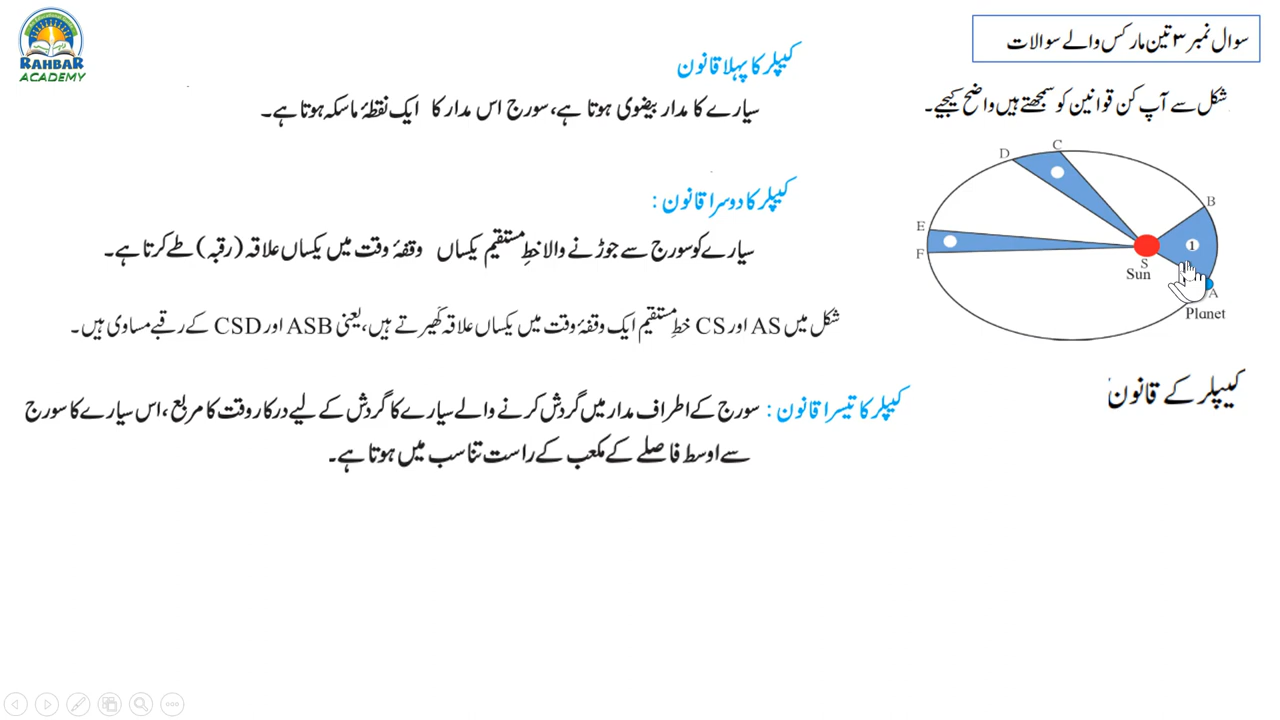 RAHBAR
ACADEMY
سوال نمبر ۳ تین مارکس والے سوالات
شکل سے آپ کن قوانین کو سمجھتے ہیں واضح کیجیے۔
کیپلر کا پہلا قانون
سیارے کا مدار بیضوی ہوتا ہے، سورج اس مدار کا ایک نقطۂ ماسکہ ہوتا ہے۔
کیپلر کا دوسرا قانون :
سیارے کو سورج سے جوڑنے والا خطِ مستقیم یکساں وقفۂ وقت میں یکساں علاقہ (رقبہ) طے کرتا ہے۔
شکل میں AS اور CS خطِ مستقیم ایک وقفۂ وقت میں یکساں علاقہ گھیرتے ہیں، یعنی ASB اور CSD کے رقبے مساوی ہیں۔
D
C
B
E
F
1
S
Sun
A
Planet
کیپلر کے قانون
کیپلر کا تیسرا قانون : سورج کے اطراف مدار میں گردش کرنے والے سیارے کا گردش کے لیے درکار وقت کا مربع، اس سیارے کا سورج
سے اوسط فاصلے کے مکعب کے راست تناسب میں ہوتا ہے۔